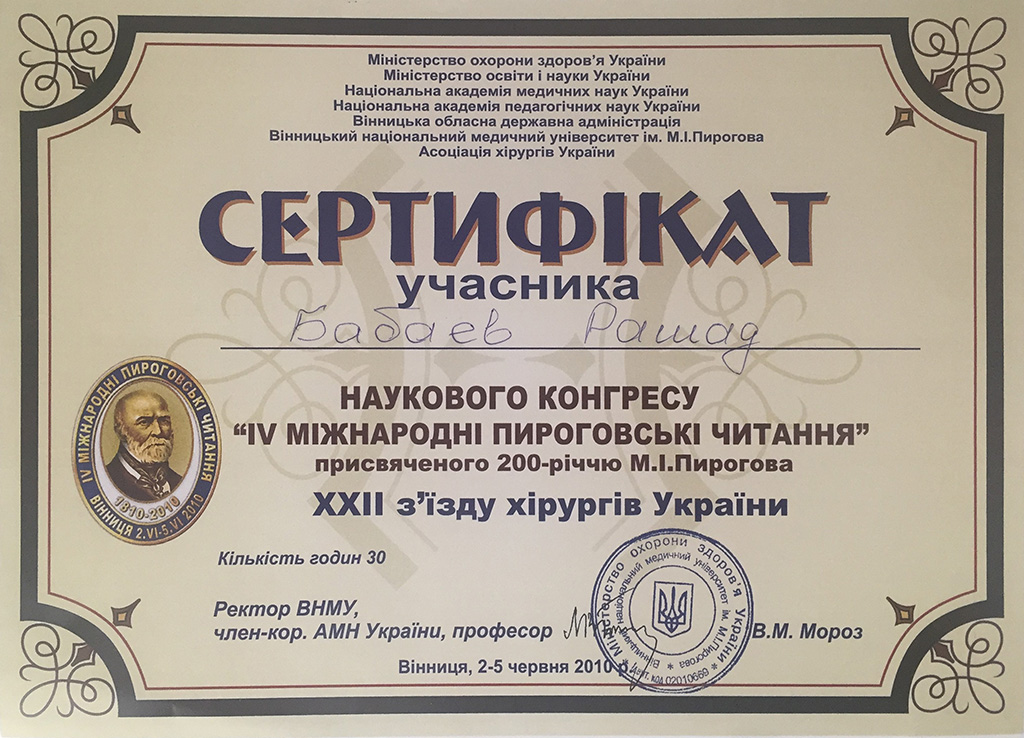 Міністерство охорони здоров'я України
Міністерство освіти і науки України
Національна академія медичних наук України
Національна академія педагогічних наук України
Вінницька обласна державна адміністрація
Вінницький національний медичний університет ім. М.І.Пирогова
Асоціація хірургів України
СЕРТИФІКАТ
учасника
Бабаев Рашад
НАУКОВОГО КОНГРЕСУ
“IV МІЖНАРОДНІ ПИРОГОВСЬКІ ЧИТАННЯ”
присвяченого 200-річчю М.І.Пирогова
XXII з'їзду хірургів України
IV МІЖНАРОДНІ ПИРОГОВСЬКІ ЧИТАННЯ
1810-2010
ВІННИЦЯ 2.VI-5.VI 2010
Кількість годин 30
Ректор ВНМУ,
член-кор. АМН України, професор В.М. Мороз
Вінниця, 2-5 червня 2010 р.
Міністерство охорони здоров'я України
Вінницький національний медичний університет ім. М.І.Пирогова
Ідент. код 02010669